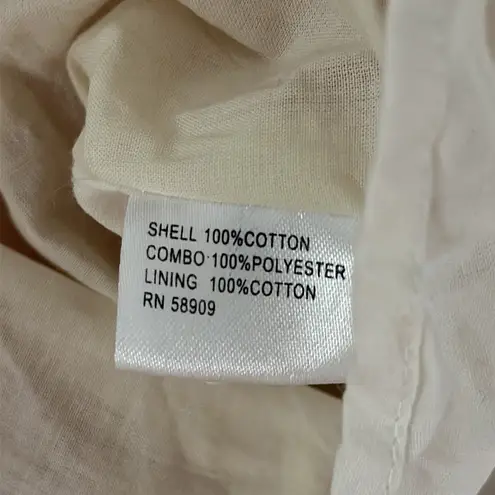 SHELL 100%COTTON
COMBO 100%POLYESTER
LINING 100%COTTON
RN 58909